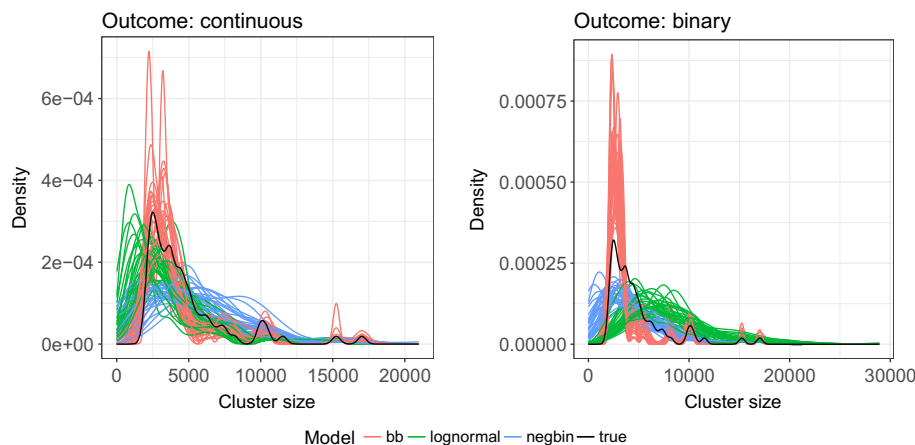 Outcome: continuous
Outcome: binary
Density
6e−04
4e−04
2e−04
0e+00
0
5000
10000
15000
20000
Cluster size
Density
0.00075
0.00050
0.00025
0.00000
0
10000
20000
30000
Cluster size
Model bb lognormal negbin true